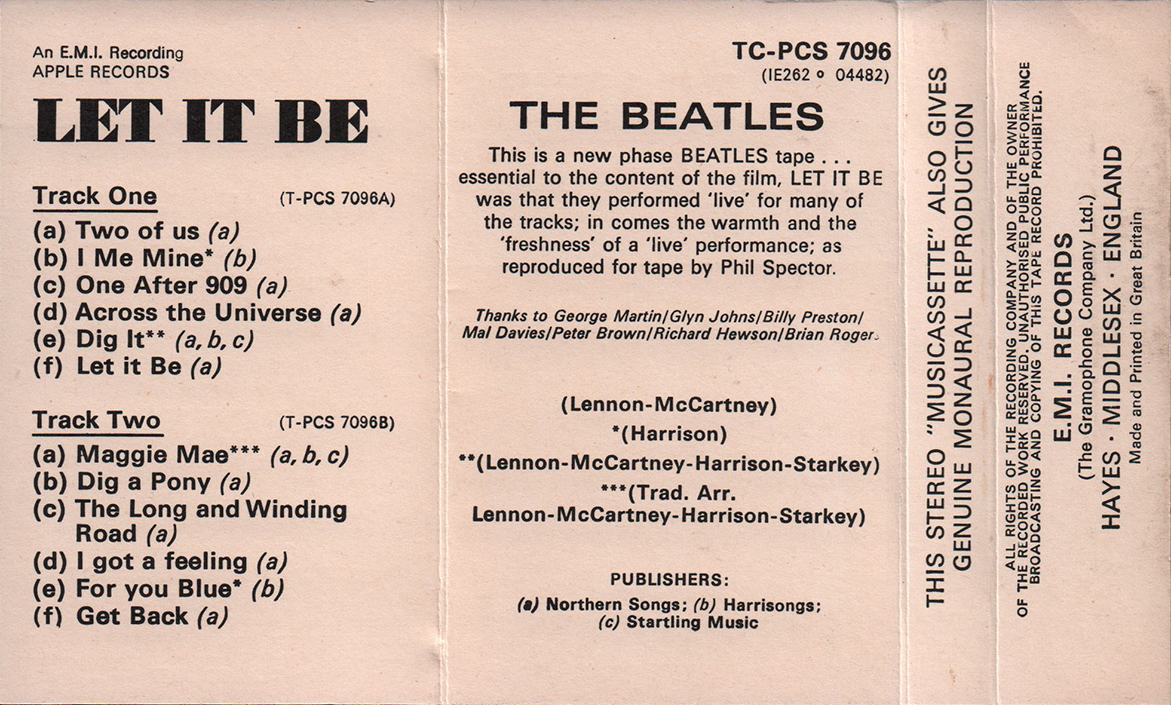 An E.M.I. Recording
APPLE RECORDS
LET IT BE
Track One (T-PCS 7096A)
(a) Two of us (a)
(b) I Me Mine* (b)
(c) One After 909 (a)
(d) Across the Universe (a)
(e) Dig It** (a, b, c)
(f) Let it Be (a)
Track Two (T-PCS 7096B)
(a) Maggie Mae*** (a, b, c)
(b) Dig a Pony (a)
(c) The Long and Winding
Road (a)
(d) I got a feeling (a)
(e) For you Blue* (b)
(f) Get Back (a)
TC-PCS 7096
(IE262 o 04482)
THE BEATLES
This is a new phase BEATLES tape . . .
essential to the content of the film, LET IT BE
was that they performed 'live' for many of
the tracks; in comes the warmth and the
'freshness' of a 'live' performance; as
reproduced for tape by Phil Spector.
Thanks to George Martin/Glyn Johns/Billy Preston/
Mal Davies/Peter Brown/Richard Hewson/Brian Rogers
(Lennon-McCartney)
*(Harrison)
**(Lennon-McCartney-Harrison-Starkey)
***(Trad. Arr.
Lennon-McCartney-Harrison-Starkey)
PUBLISHERS:
(a) Northern Songs; (b) Harrisongs;
(c) Startling Music
THIS STEREO "MUSICASSETTE" ALSO GIVES
GENUINE MONAURAL REPRODUCTION
ALL RIGHTS OF THE RECORDING COMPANY AND OF THE OWNER
OF THE RECORDED WORK RESERVED. UNAUTHORISED PUBLIC PERFORMANCE
BROADCASTING AND COPYING OF THIS TAPE RECORD PROHIBITED.
E.M.I. RECORDS
(The Gramophone Company Ltd.)
HAYES · MIDDLESEX · ENGLAND
Made and Printed in Great Britain